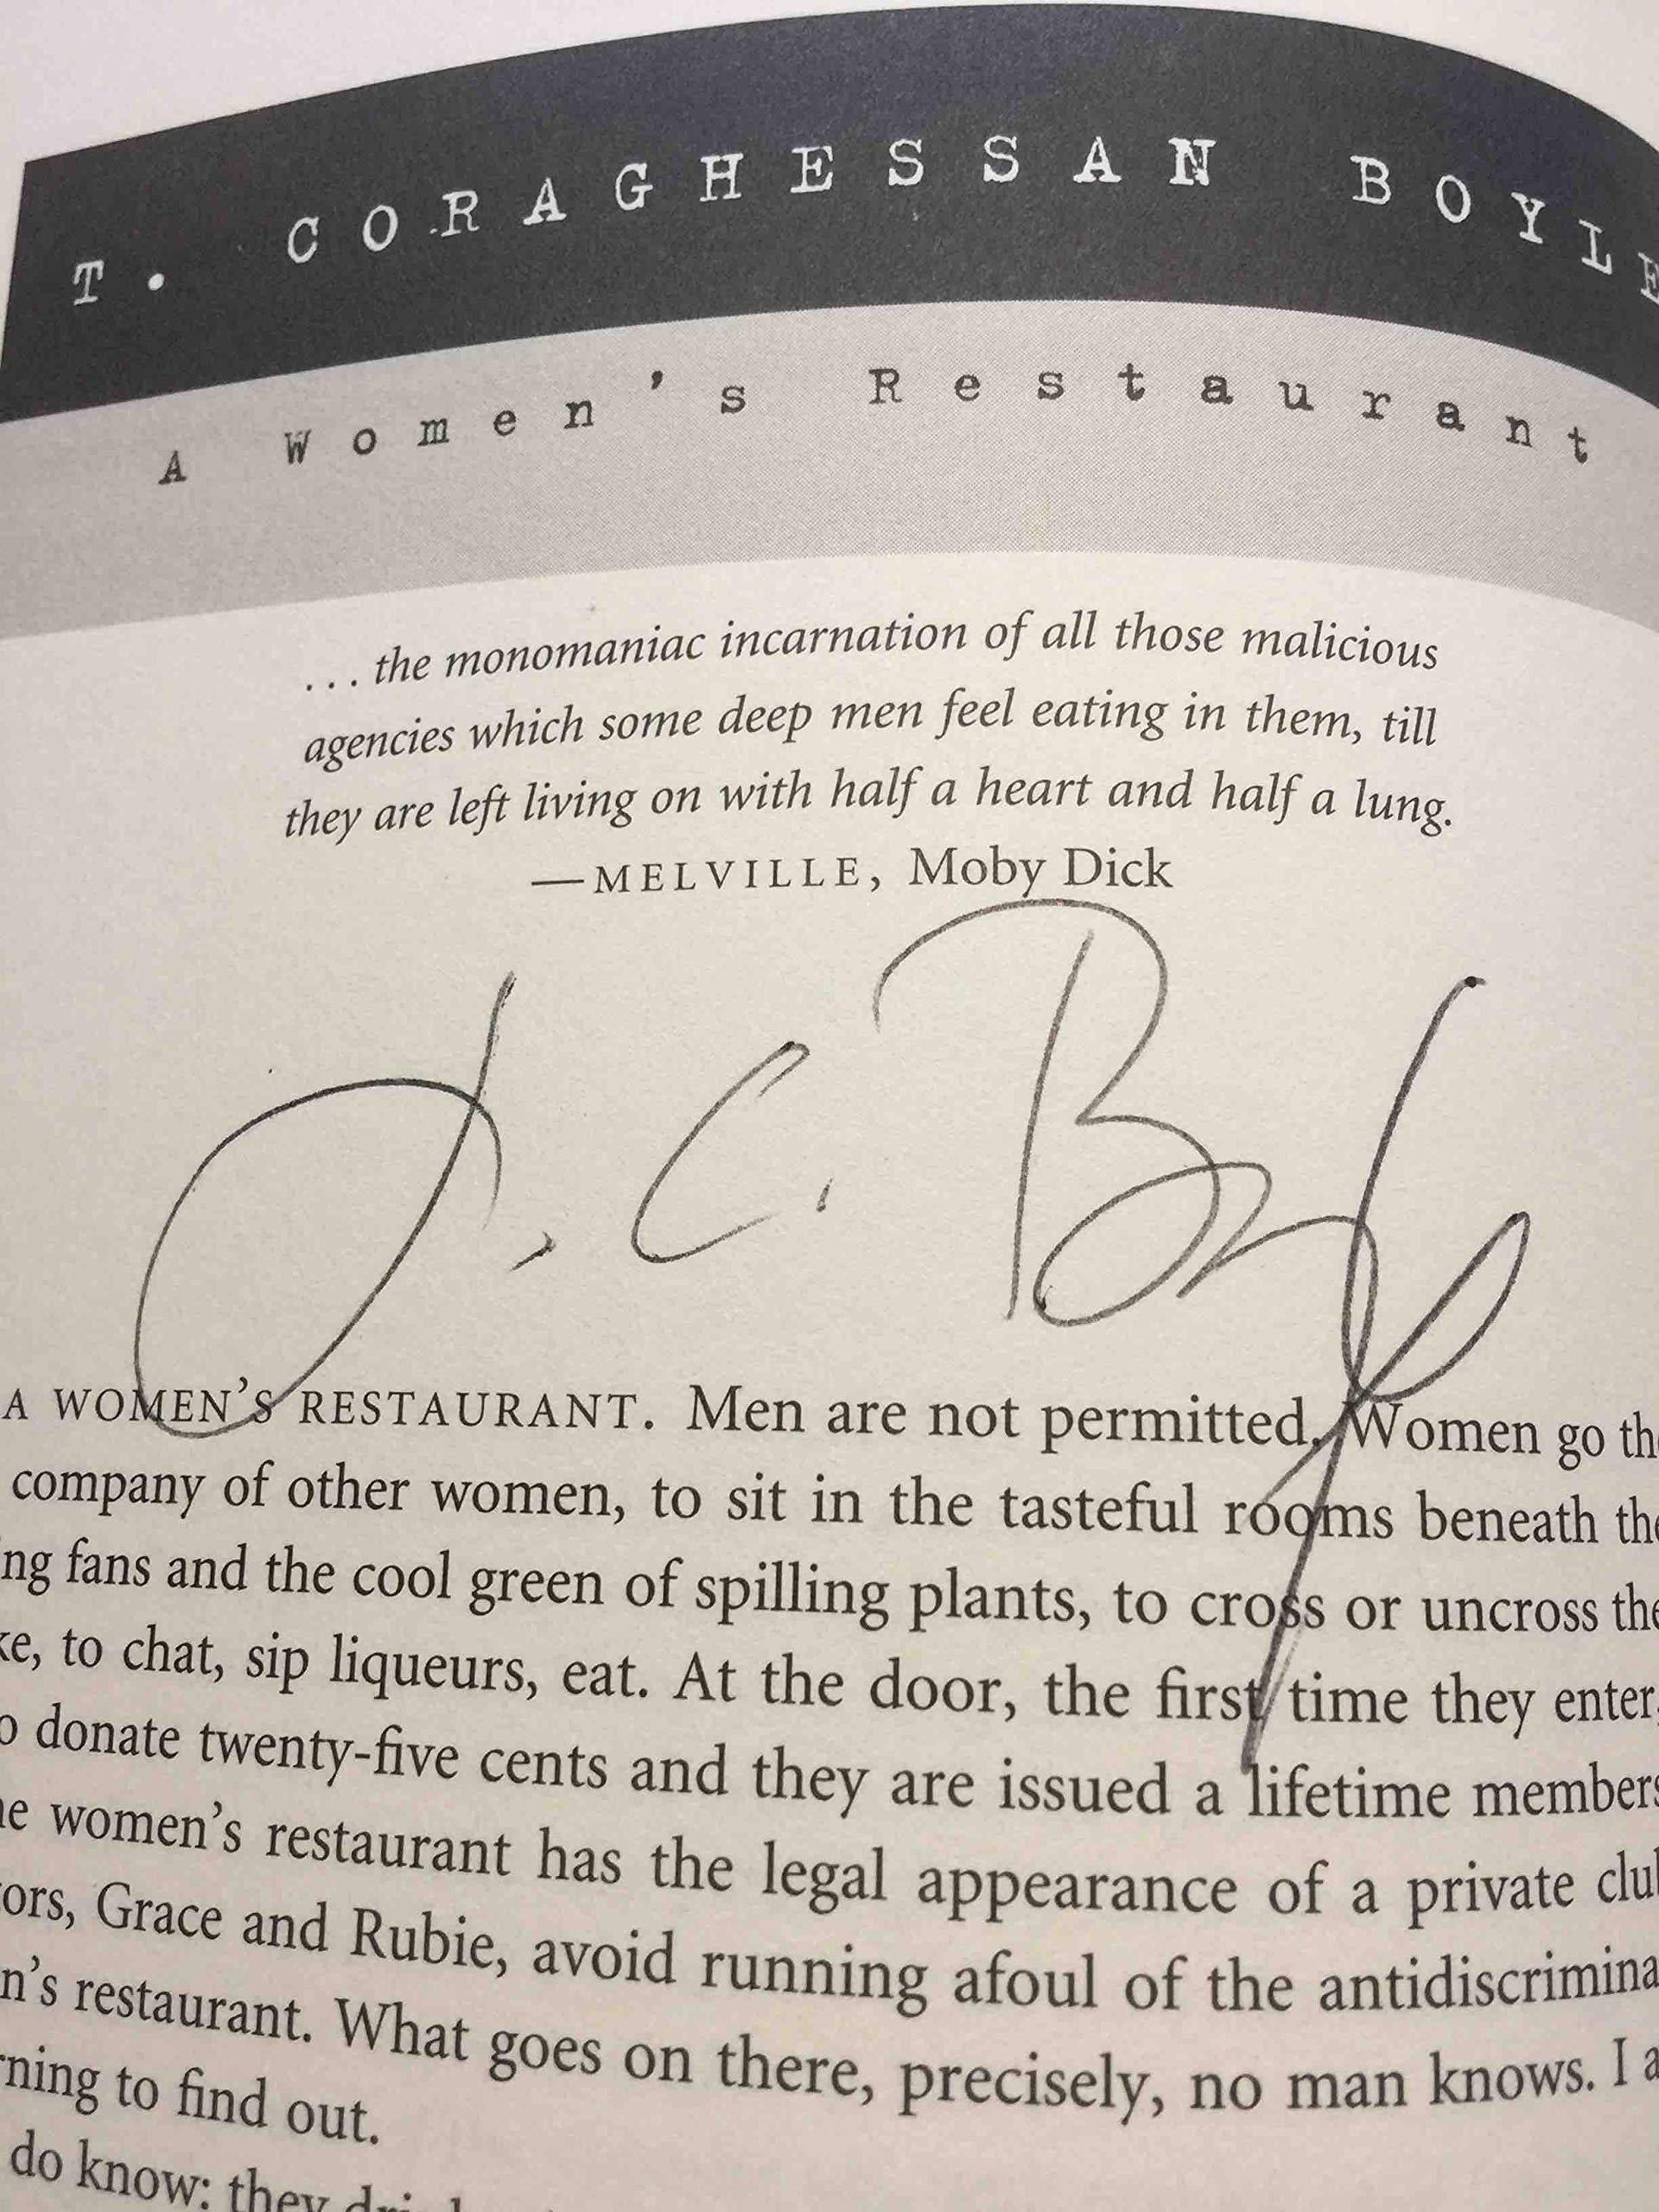 T. CORAGHESSAN BOYLE
A Women's Restaurant
... the monomaniac incarnation of all those malicious
agencies which some deep men feel eating in them, till
they are left living on with half a heart and half a lung.
—MELVILLE, Moby Dick
T. C. Boyle
A WOMEN'S RESTAURANT. Men are not permitted. Women go
company of other women, to sit in the tasteful rooms beneath
ng fans and the cool green of spilling plants, to cross or uncross
ke, to chat, sip liqueurs, eat. At the door, the first time they enter,
o donate twenty-five cents and they are issued a lifetime members
he women's restaurant has the legal appearance of a private
ors, Grace and Rubie, avoid running afoul of the antidiscrimina
n's restaurant. What goes on there, precisely, no man knows. I a
rning to find out.
do know: they